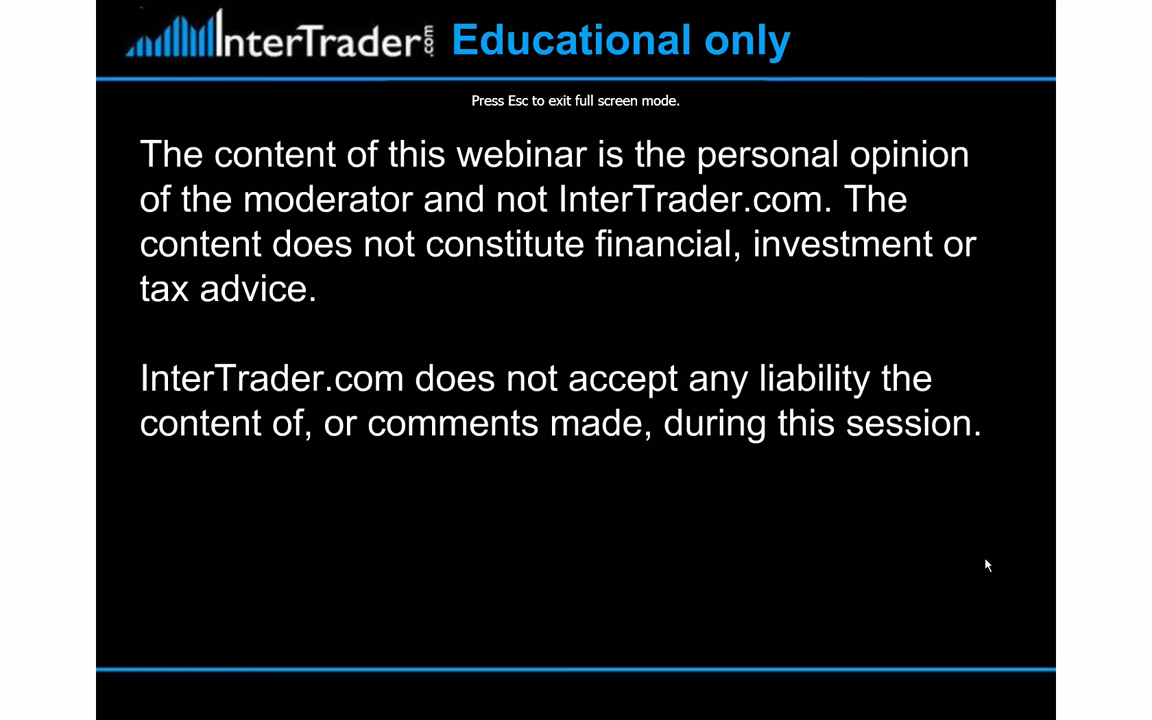 InterTrader.com Educational only
Press Esc to exit full screen mode.
The content of this webinar is the personal opinion
of the moderator and not InterTrader.com. The
content does not constitute financial, investment or
tax advice.
InterTrader.com does not accept any liability the
content of, or comments made, during this session.